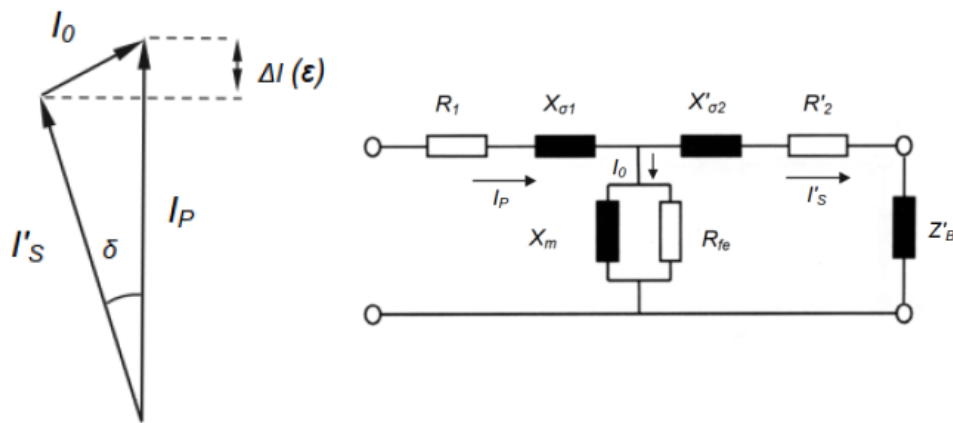 I₀
ΔI (ε)
I'S
δ
IP
R₁
Xσ1
X'σ2
R'₂
IP
I₀
I'S
Xm
Rfe
Z'B